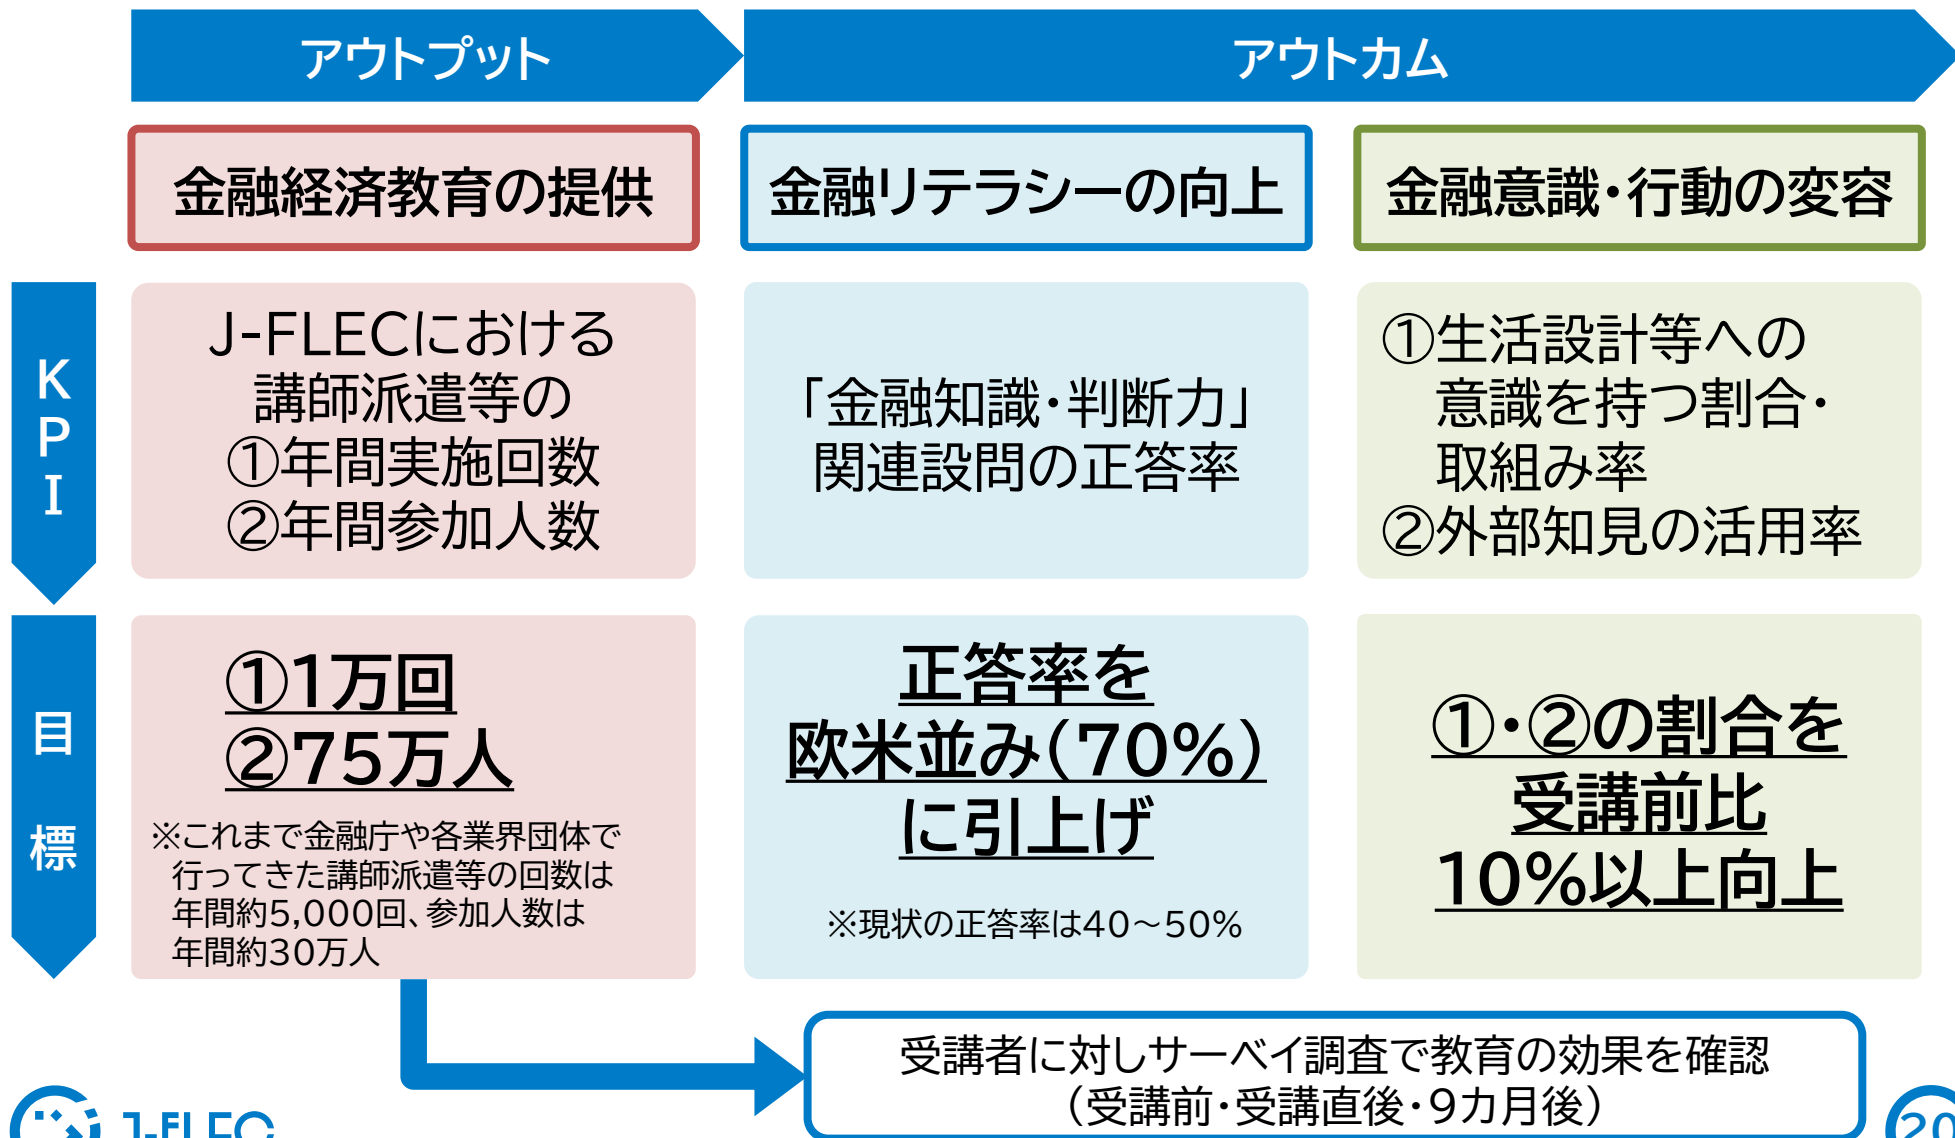 アウトプット
アウトカム
金融経済教育の提供
金融リテラシーの向上
金融意識・行動の変容
KPI
J-FLECにおける
講師派遣等の
①年間実施回数
②年間参加人数
「金融知識・判断力」
関連設問の正答率
①生活設計等への
意識を持つ割合・
取組み率
②外部知見の活用率
目標
①1万回
②75万人
※これまで金融庁や各業界団体で
行ってきた講師派遣等の回数は
年間約5,000回、参加人数は
年間約30万人
正答率を
欧米並み(70%)
に引上げ
※現状の正答率は40～50%
①・②の割合を
受講前比
10%以上向上
受講者に対しサーベイ調査で教育の効果を確認
(受講前・受講直後・9カ月後)
J-FLEC
20